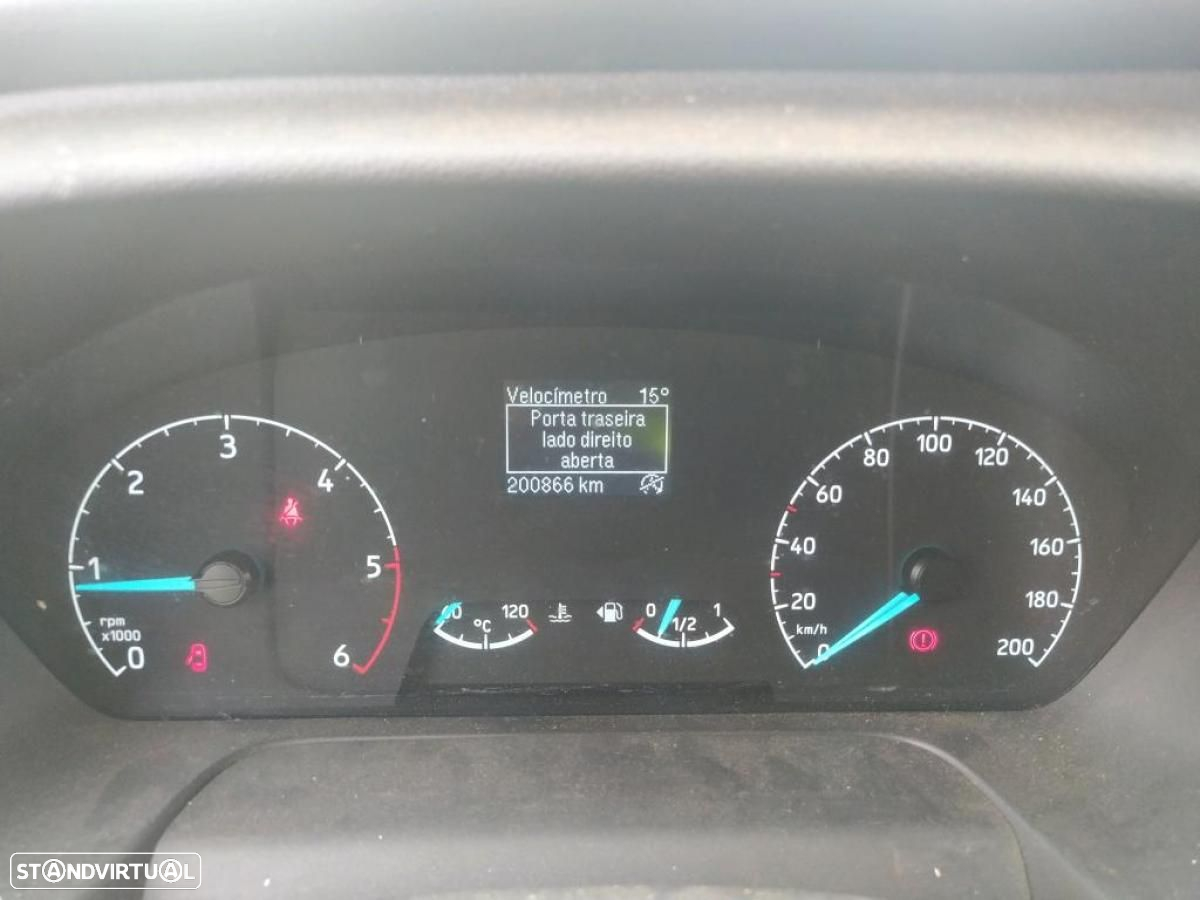 Velocímetro 15°
Porta traseira
lado direito
aberta
200866 km
0 1 2 3 4 5 6
rpm
x1000
60 120
°C
0 1/2 1
0 20 40 60 80 100 120 140 160 180 200
km/h
STANDVIRTUAL